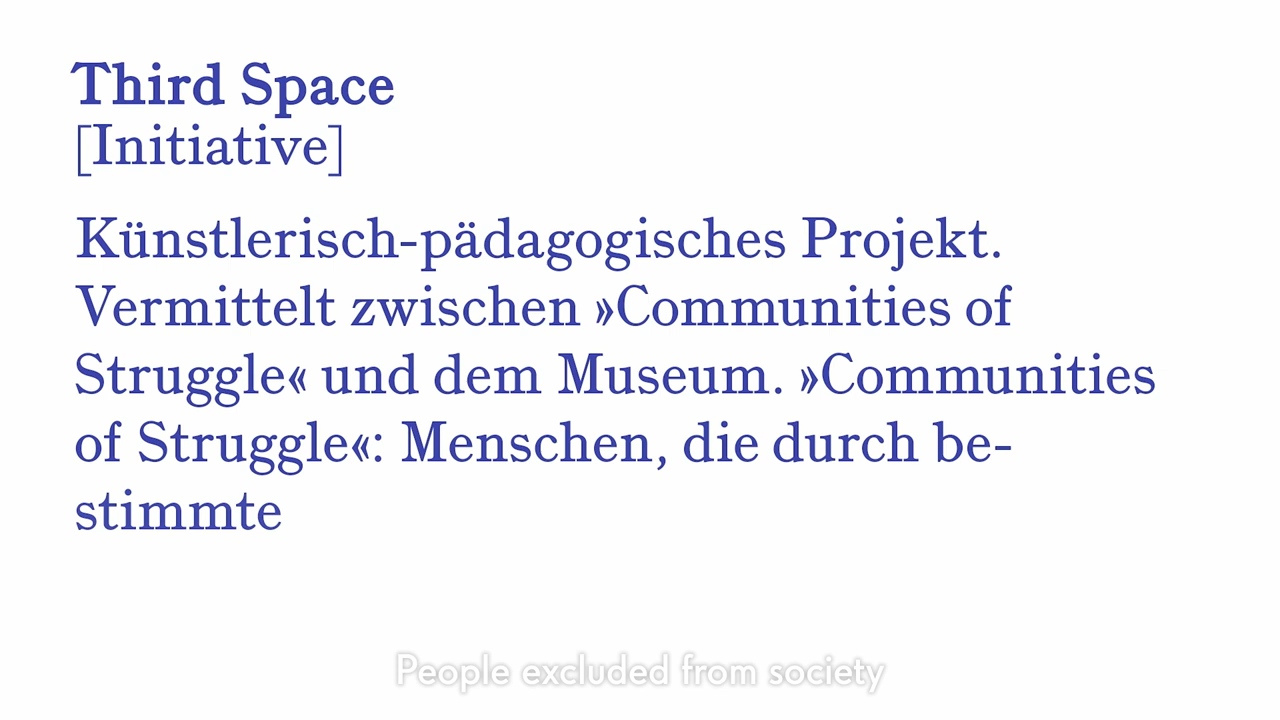 Third Space
[Initiative]
Künstlerisch-pädagogisches Projekt.
Vermittelt zwischen »Communities of
Struggle« und dem Museum. »Communities
of Struggle«: Menschen, die durch be-
stimmte
People excluded from society